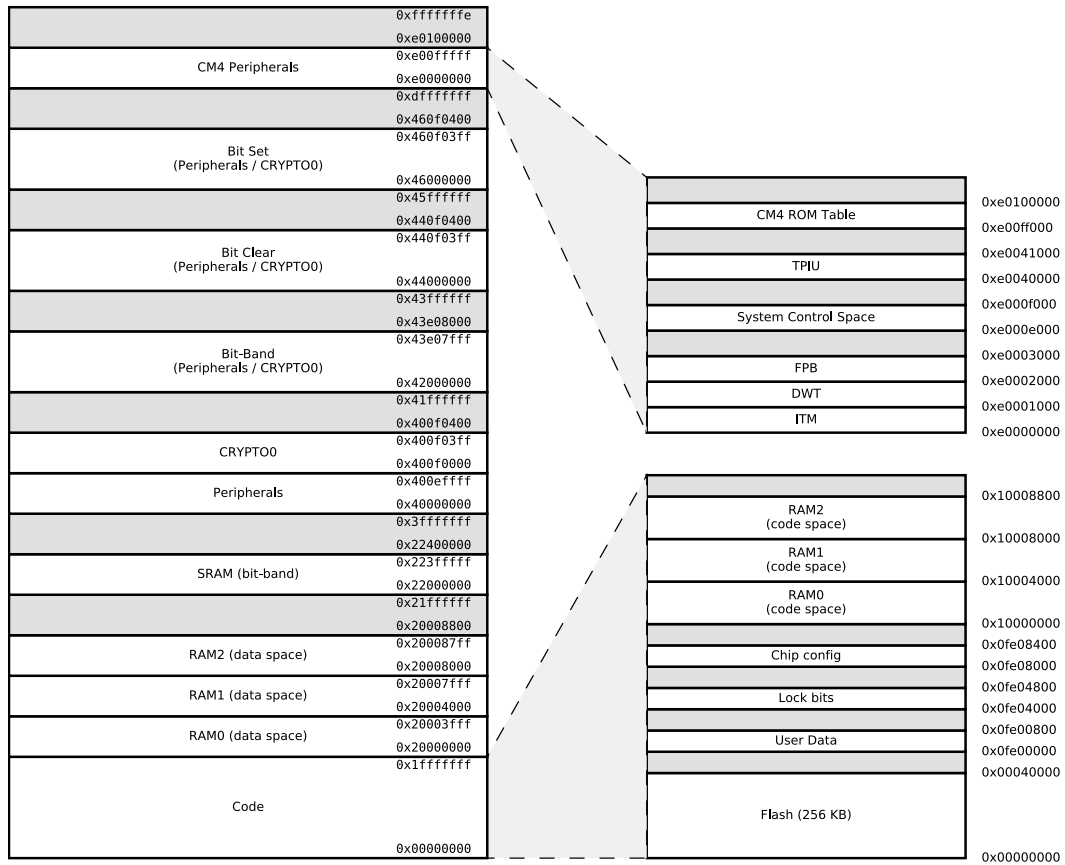 0xfffffffe
0xe0100000
0xe00fffff
CM4 Peripherals
0xe0000000
0xdfffffff
0x460f0400
0x460f03ff
Bit Set
(Peripherals / CRYPTO0)
0x46000000
0x45ffffff
0x440f0400
0x440f03ff
Bit Clear
(Peripherals / CRYPTO0)
0x44000000
0x43ffffff
0x43e08000
0x43e07fff
Bit-Band
(Peripherals / CRYPTO0)
0x42000000
0x41ffffff
0x400f0400
0x400f03ff
CRYPTO0
0x400f0000
0x400effff
Peripherals
0x40000000
0x3fffffff
0x22400000
0x223fffff
SRAM (bit-band)
0x22000000
0x21ffffff
0x20008800
0x200087ff
RAM2 (data space)
0x20008000
0x20007fff
RAM1 (data space)
0x20004000
0x20003fff
RAM0 (data space)
0x20000000
0x1fffffff
Code
0x00000000
0xe0100000
CM4 ROM Table
0xe00ff000
0xe0041000
TPIU
0xe0040000
0xe000f000
System Control Space
0xe000e000
0xe0003000
FPB
0xe0002000
DWT
0xe0001000
ITM
0xe0000000
0x10008800
RAM2
(code space)
0x10008000
RAM1
(code space)
0x10004000
RAM0
(code space)
0x10000000
0x0fe08400
Chip config
0x0fe08000
0x0fe04800
Lock bits
0x0fe04000
0x0fe00800
User Data
0x0fe00000
0x00040000
Flash (256 KB)
0x00000000